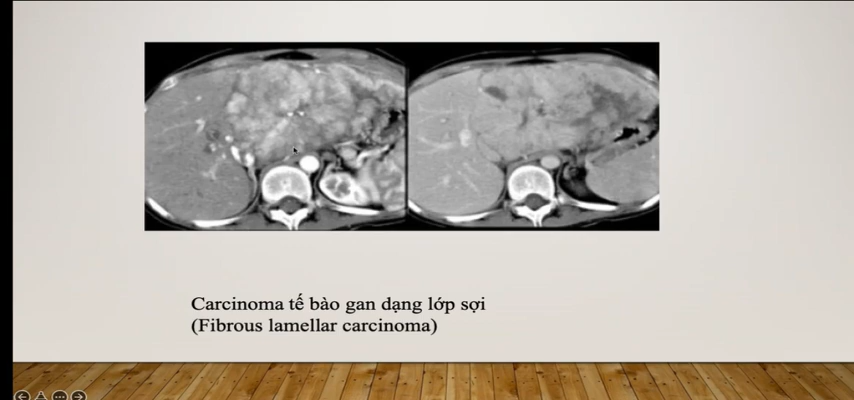 Carcinoma tế bào gan dạng lớp sợi
(Fibrous lamellar carcinoma)